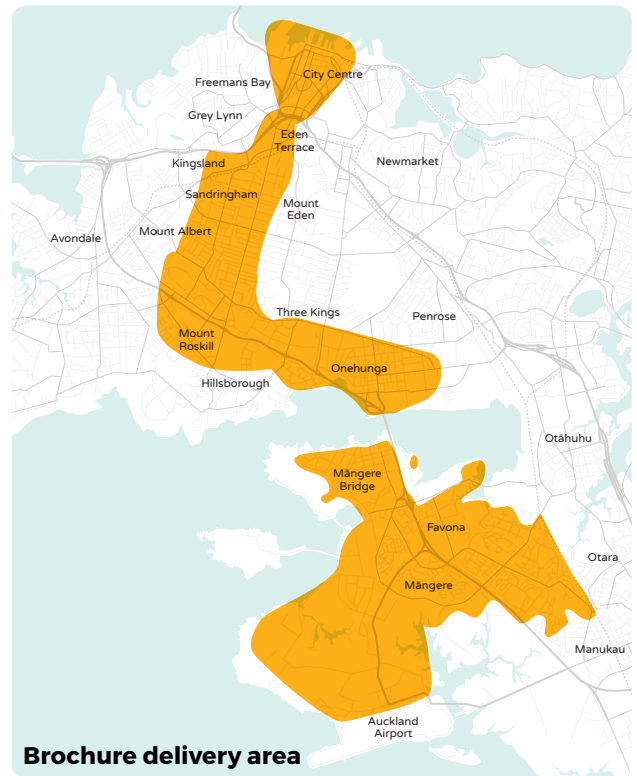 City Centre
Freemans Bay
Grey Lynn
Eden
Terrace
Newmarket
Kingsland
Sandringham
Mount
Eden
Mount Albert
Avondale
Three Kings
Penrose
Mount
Roskill
Onehunga
Hillsborough
Otāhuhu
Māngere
Bridge
Favona
Otara
Māngere
Manukau
Auckland
Airport
Brochure delivery area